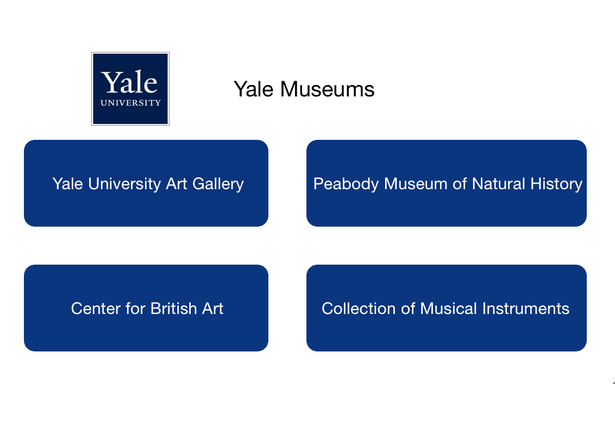 Yale
UNIVERSITY
Yale Museums
Yale University Art Gallery
Peabody Museum of Natural History
Center for British Art
Collection of Musical Instruments